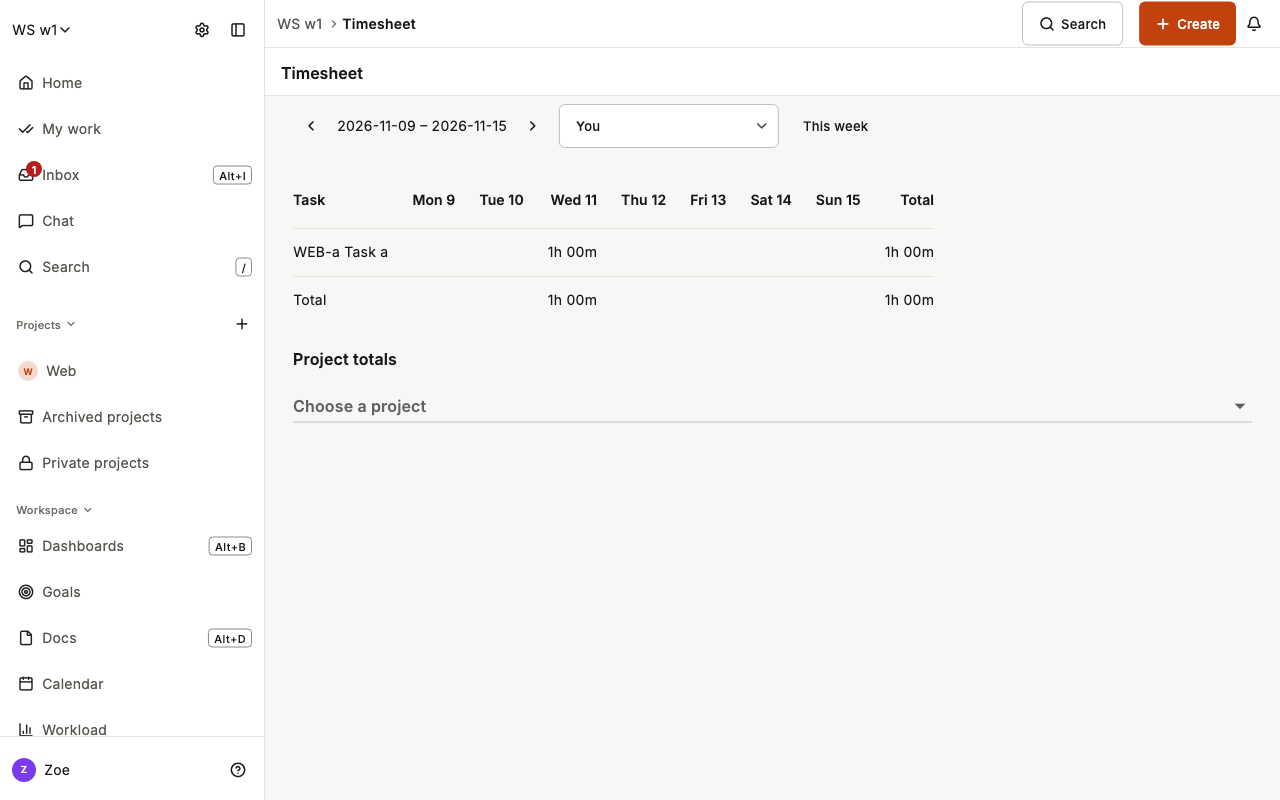 WS w1
Home
My work
1
Inbox
Alt+I
Chat
Search
/
Projects
W
Web
Archived projects
Private projects
Workspace
Dashboards
Alt+B
Goals
Docs
Alt+D
Calendar
Workload
Z
Zoe
WS w1 > Timesheet
Search
Create
Timesheet
2026-11-09 – 2026-11-15
You
This week
Task Mon 9 Tue 10 Wed 11 Thu 12 Fri 13 Sat 14 Sun 15 Total
WEB-a Task a 1h 00m 1h 00m
Total 1h 00m 1h 00m
Project totals
Choose a project